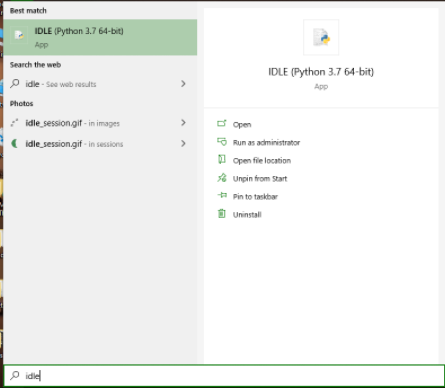 Best match
IDLE (Python 3.7 64-bit)
App
Search the web
idle - See web results
Photos
idle_session.gif - in images
idle_session.gif - in sessions
IDLE (Python 3.7 64-bit)
App
Open
Run as administrator
Open file location
Unpin from Start
Pin to taskbar
Uninstall
idle